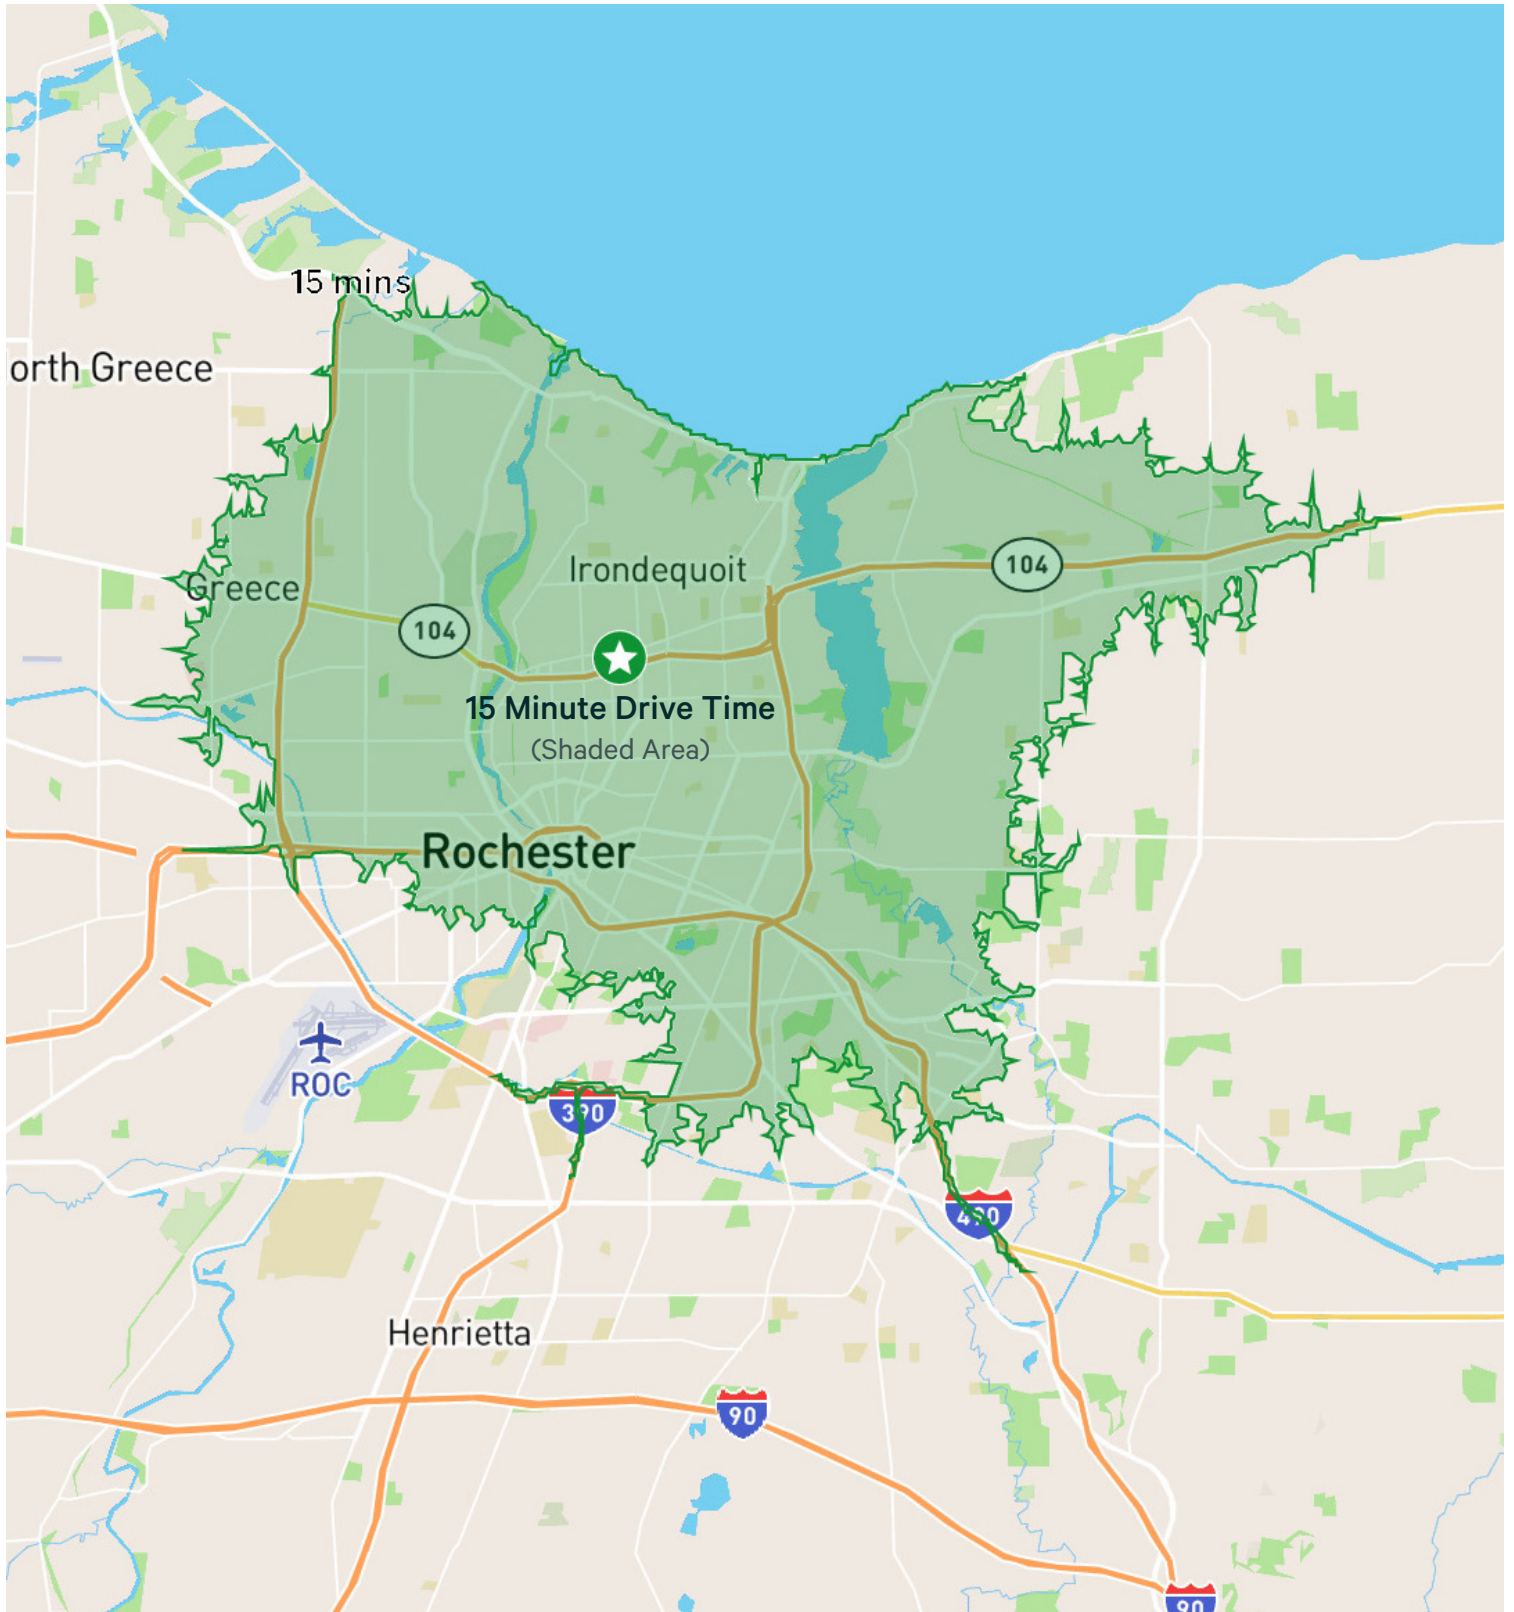 15 mins
orth Greece
Irondequoit
104
Greece
104
15 Minute Drive Time
(Shaded Area)
Rochester
ROC
390
490
Henrietta
90
90